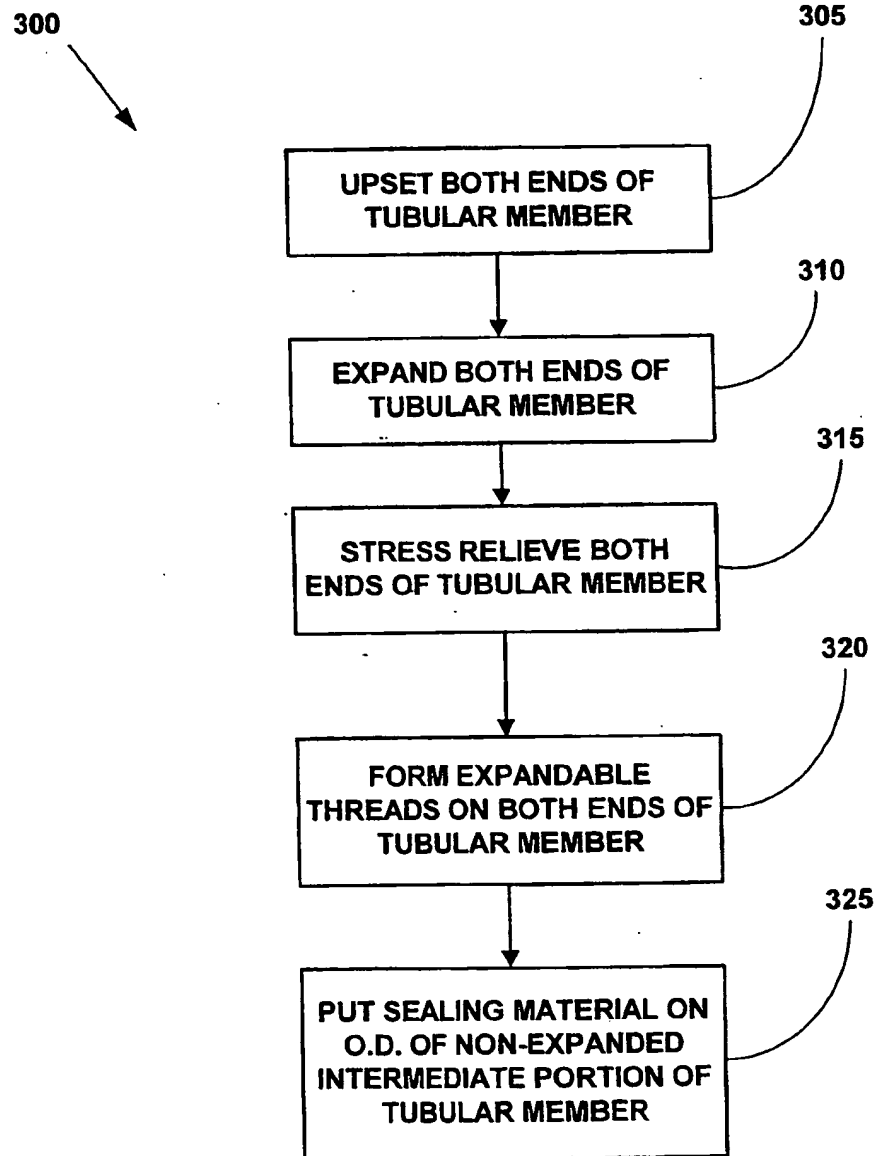 300
305
UPSET BOTH ENDS OF
TUBULAR MEMBER
310
EXPAND BOTH ENDS OF
TUBULAR MEMBER
315
STRESS RELIEVE BOTH
ENDS OF TUBULAR MEMBER
320
FORM EXPANDABLE
THREADS ON BOTH ENDS OF
TUBULAR MEMBER
325
PUT SEALING MATERIAL ON
O.D. OF NON-EXPANDED
INTERMEDIATE PORTION OF
TUBULAR MEMBER